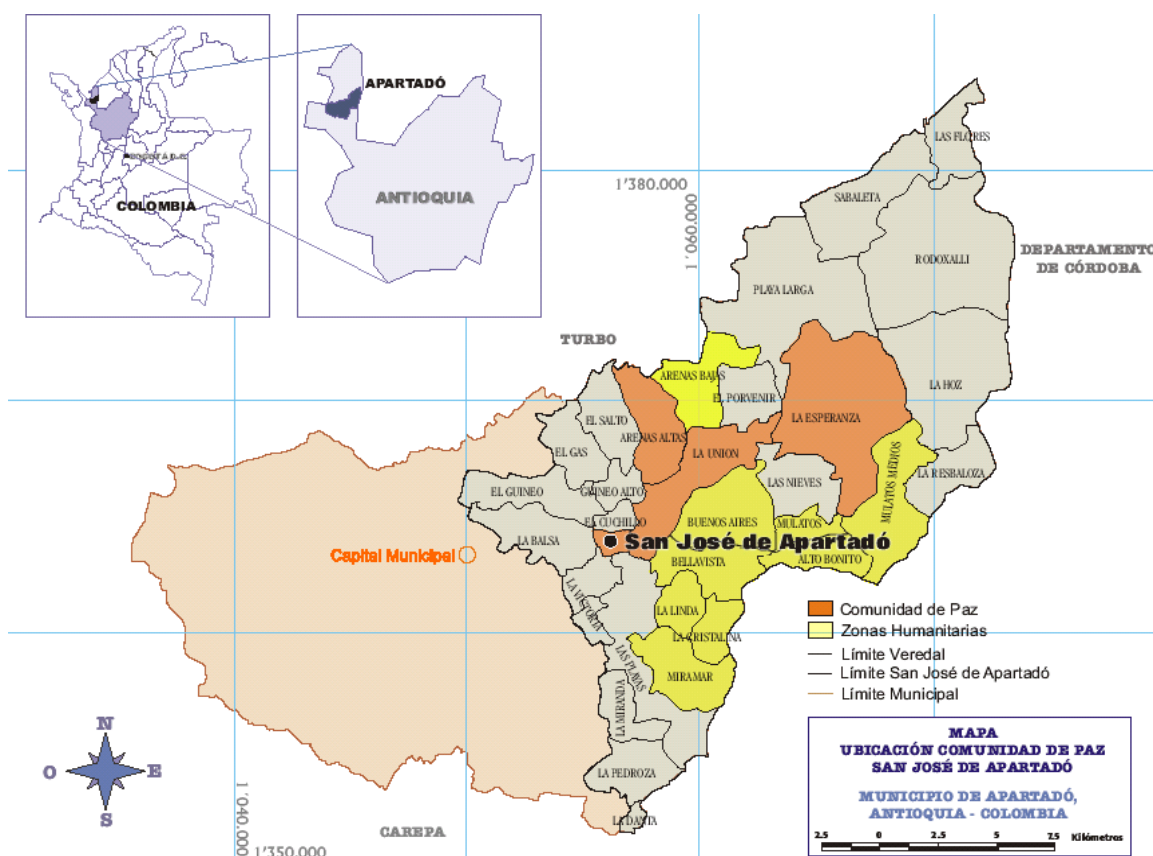 APARTADÓ
BOGOTÁ D.C.
COLOMBIA
ANTIOQUIA
1'380.000
1'060.000
LAS FLORES
SABALETA
RODOXALLI
DEPARTAMENTO
DE CÓRDOBA
PLAYA LARGA
TURBO
ARENAS BAJAS
EL PORVENIR
LA HOZ
EL SALTO
LA ESPERANZA
ARENAS ALTAS
EL GAS
LA UNION
MULATOS MEDIOS
LA RESBALOZA
LAS NIEVES
EL GUINEO
GUINEO ALTO
EL CUCHILLO
BUENOS AIRES
MULATOS
LA BALSA
San José de Apartadó
Capital Municipal
BELLAVISTA
ALTO BONITO
LA VICTORIA
LA LINDA
LA CRISTALINA
LAS PLAYAS
MIRAMAR
LA MIRANDA
LA PEDROZA
LA DANTA
Comunidad de Paz
Zonas Humanitarias
Límite Veredal
Límite San José de Apartadó
Límite Municipal
N
O
E
S
CAREPA
1'040.000
1'350.000
MAPA
UBICACIÓN COMUNIDAD DE PAZ
SAN JOSÉ DE APARTADÓ
MUNICIPIO DE APARTADÓ,
ANTIOQUIA - COLOMBIA
2.5 0 2.5 5 7.5 Kilómetros